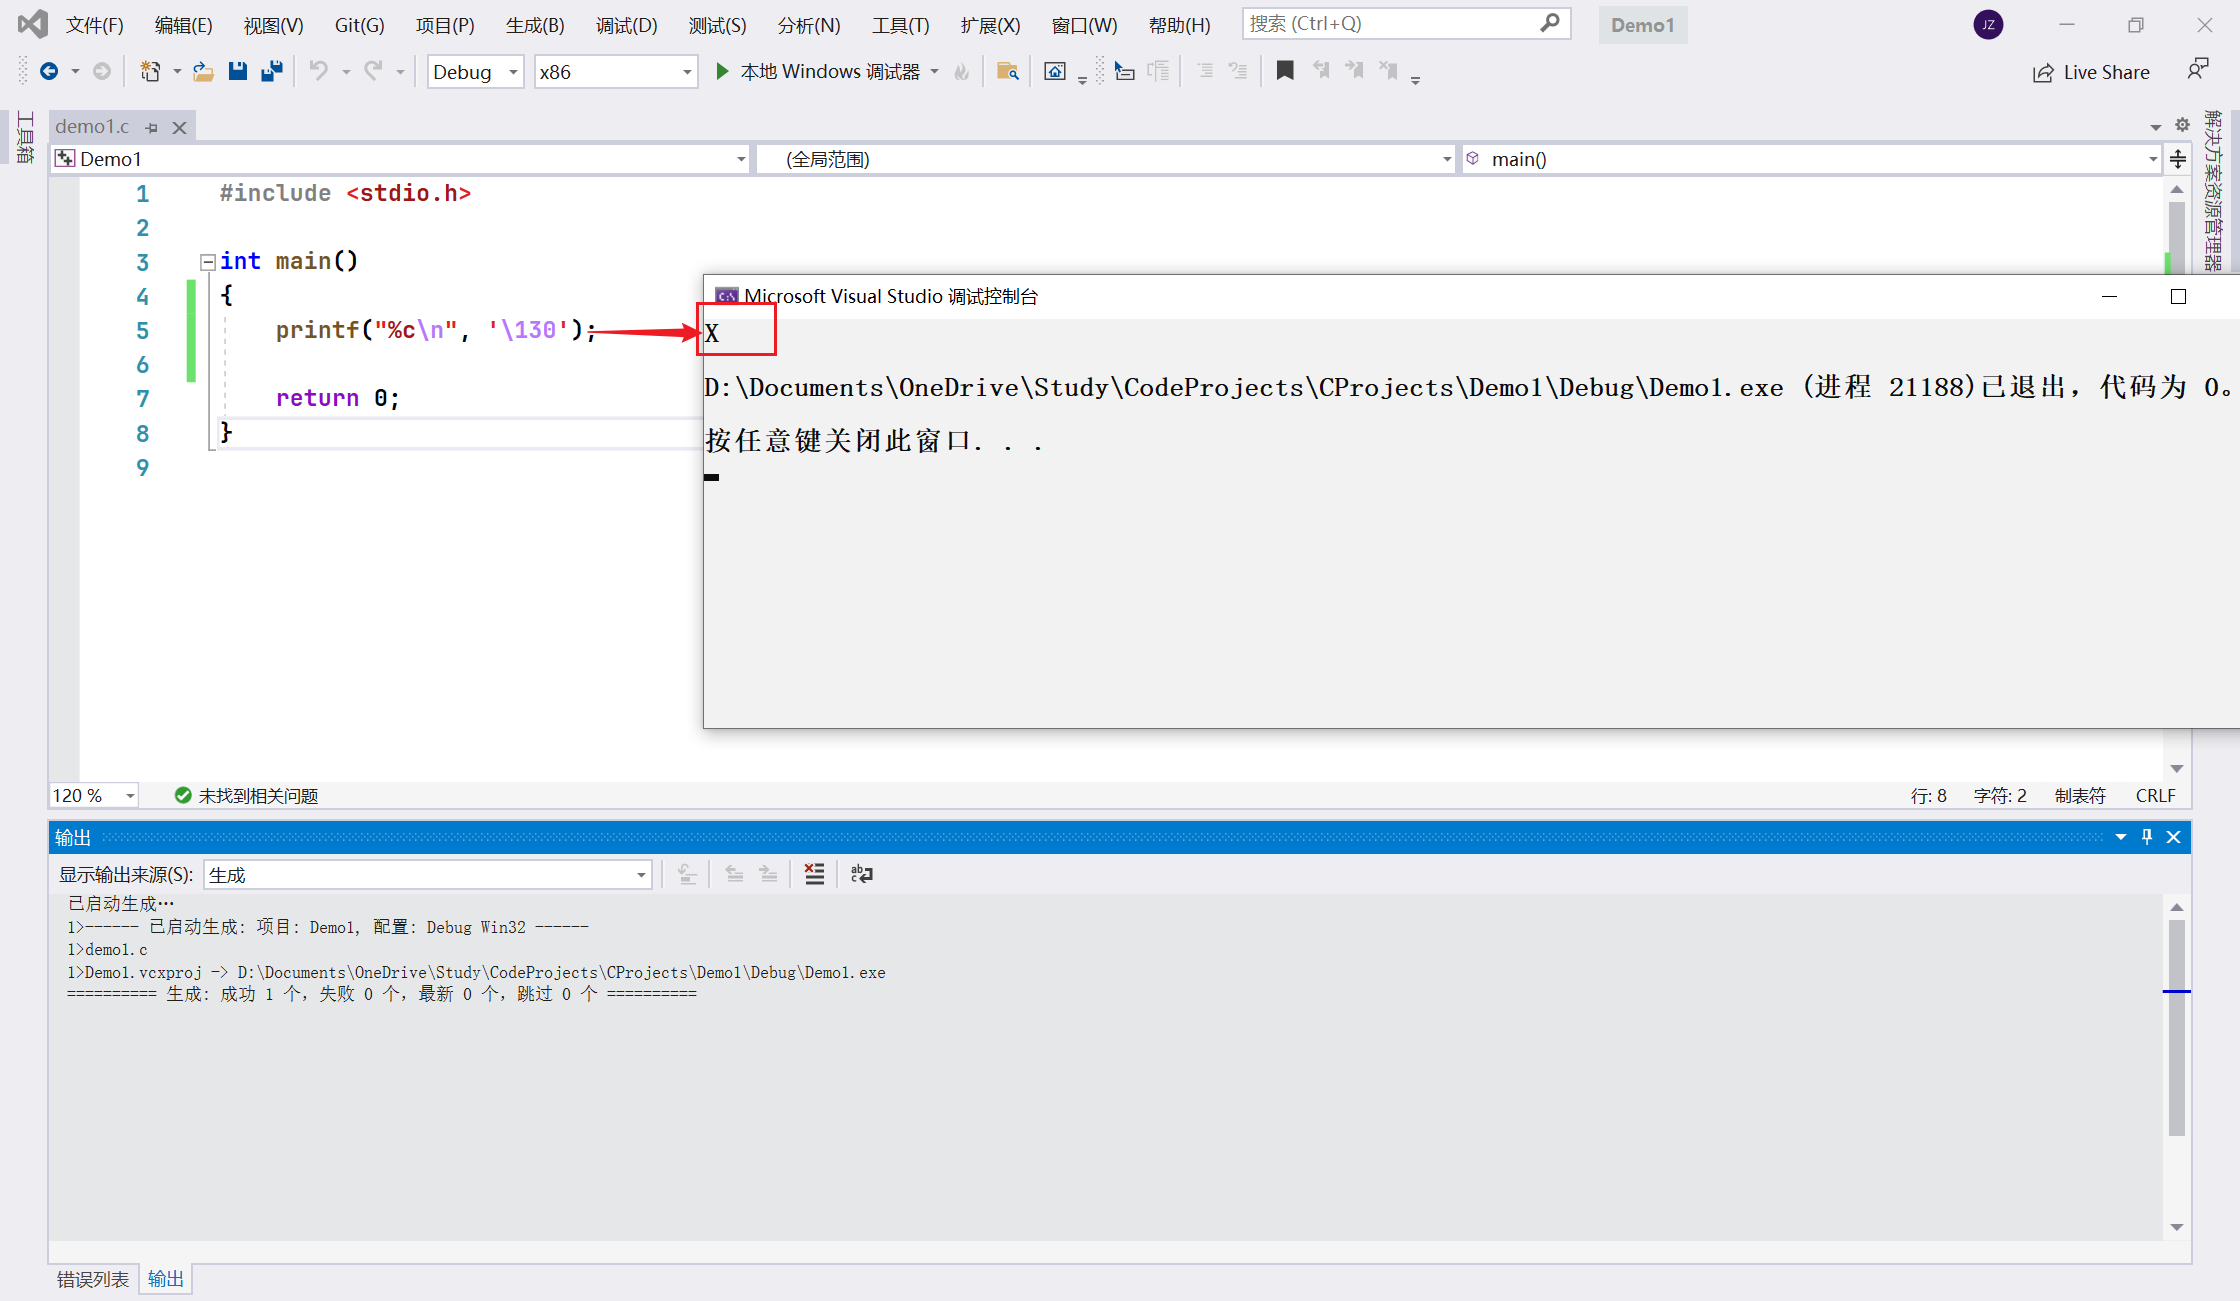 文件(F) 编辑(E) 视图(V) Git(G) 项目(P) 生成(B) 调试(D) 测试(S) 分析(N) 工具(T) 扩展(X) 窗口(W) 帮助(H) 搜索 (Ctrl+Q) Demo1 JZ
Debug x86 本地 Windows 调试器 Live Share
工具箱
demo1.c
解决方案资源管理器
Demo1 (全局范围) main()
1 #include <stdio.h>
2
3 int main()
4 {
5 printf("%c\n", '\130');
6
7 return 0;
8 }
9
C:\ Microsoft Visual Studio 调试控制台
X
D:\Documents\OneDrive\Study\CodeProjects\CProjects\Demo1\Debug\Demo1.exe (进程 21188)已退出，代码为 0。
按任意键关闭此窗口. . .
120 % 未找到相关问题 行: 8 字符: 2 制表符 CRLF
输出
显示输出来源(S): 生成
已启动生成…
1>------ 已启动生成: 项目: Demo1, 配置: Debug Win32 ------
1>demo1.c
1>Demo1.vcxproj -> D:\Documents\OneDrive\Study\CodeProjects\CProjects\Demo1\Debug\Demo1.exe
========== 生成: 成功 1 个，失败 0 个，最新 0 个，跳过 0 个 ==========
错误列表 输出